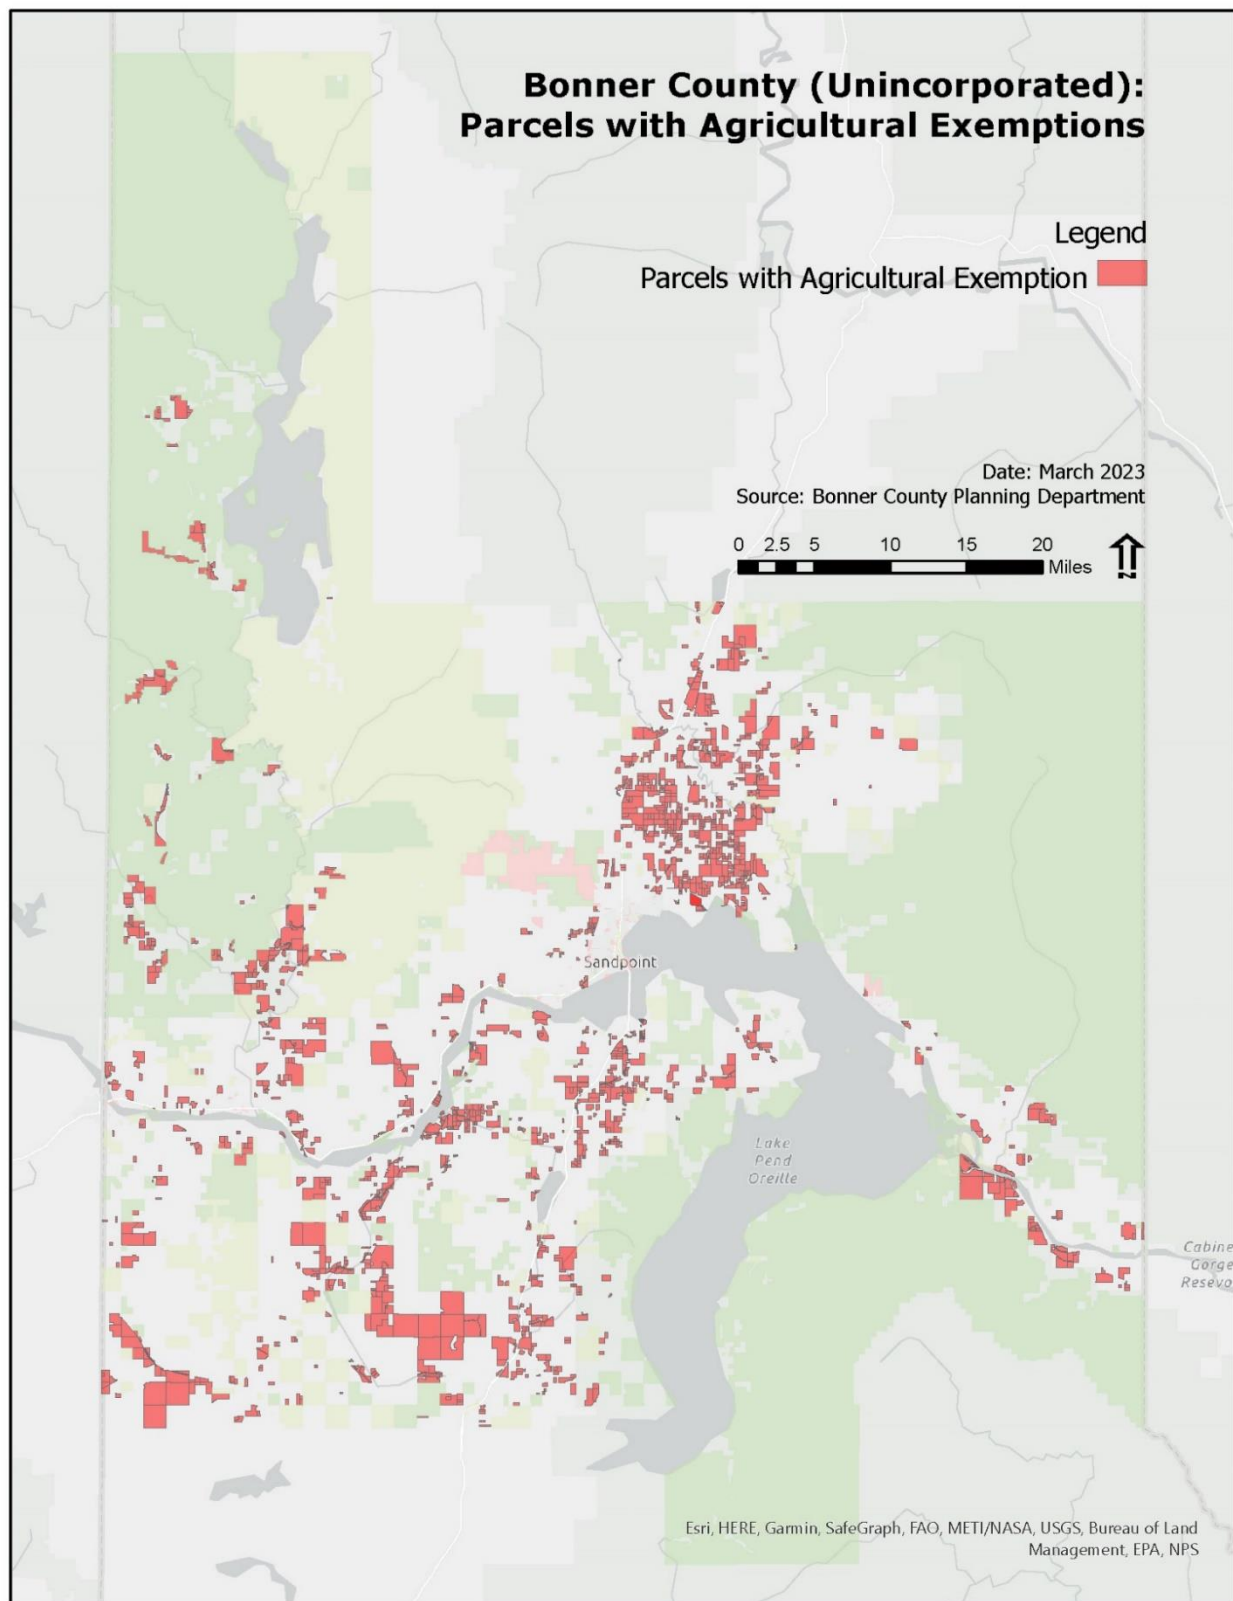 Bonner County (Unincorporated):
Parcels with Agricultural Exemptions
Legend
Parcels with Agricultural Exemption
Date: March 2023
Source: Bonner County Planning Department
0 2.5 5 10 15 20
Miles
N
Sandpoint
Lake
Pend
Oreille
Cabine
Gorge
Resevo
Esri, HERE, Garmin, SafeGraph, FAO, METI/NASA, USGS, Bureau of Land
Management, EPA, NPS